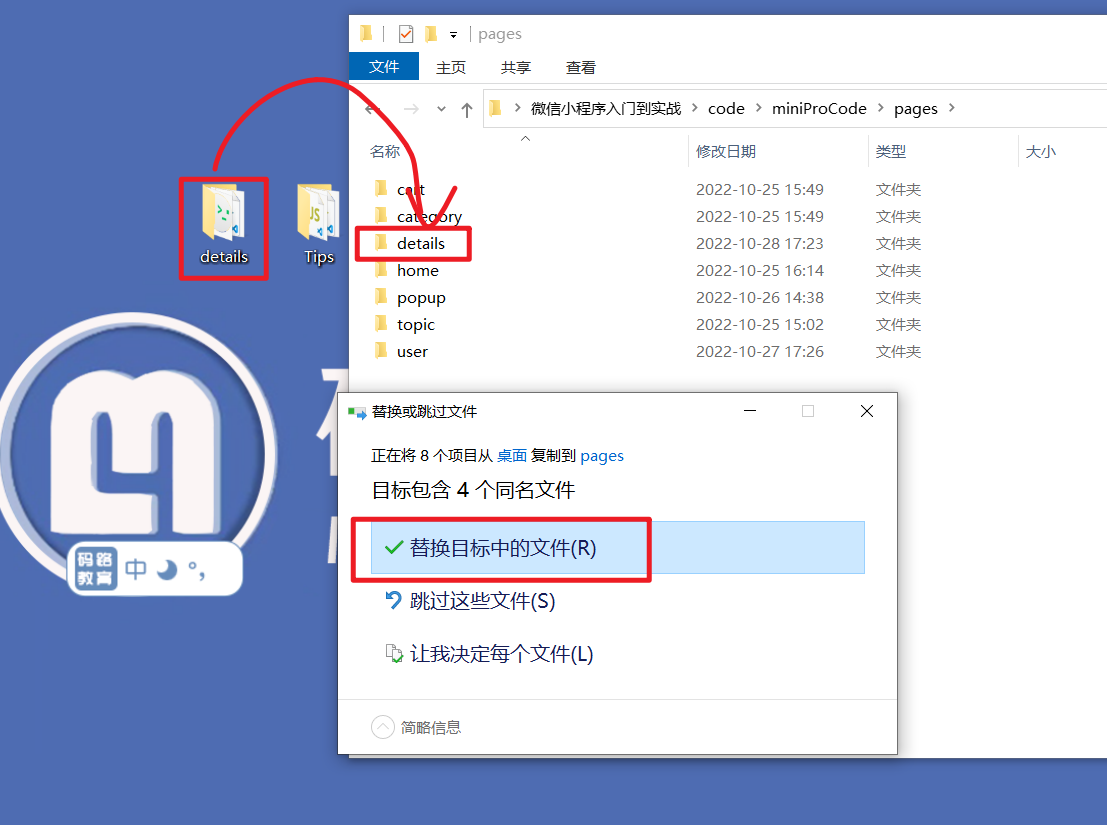 pages
文件 主页 共享 查看
微信小程序入门到实战 code miniProCode pages
名称 修改日期 类型 大小
cart 2022-10-25 15:49 文件夹
category 2022-10-25 15:49 文件夹
details 2022-10-28 17:23 文件夹
home 2022-10-25 16:14 文件夹
popup 2022-10-26 14:38 文件夹
topic 2022-10-25 15:02 文件夹
user 2022-10-27 17:26 文件夹
JS
details
Tips
替换或跳过文件
正在将 8 个项目从 桌面 复制到 pages
目标包含 4 个同名文件
替换目标中的文件(R)
跳过这些文件(S)
让我决定每个文件(L)
简略信息
码路
教育
中